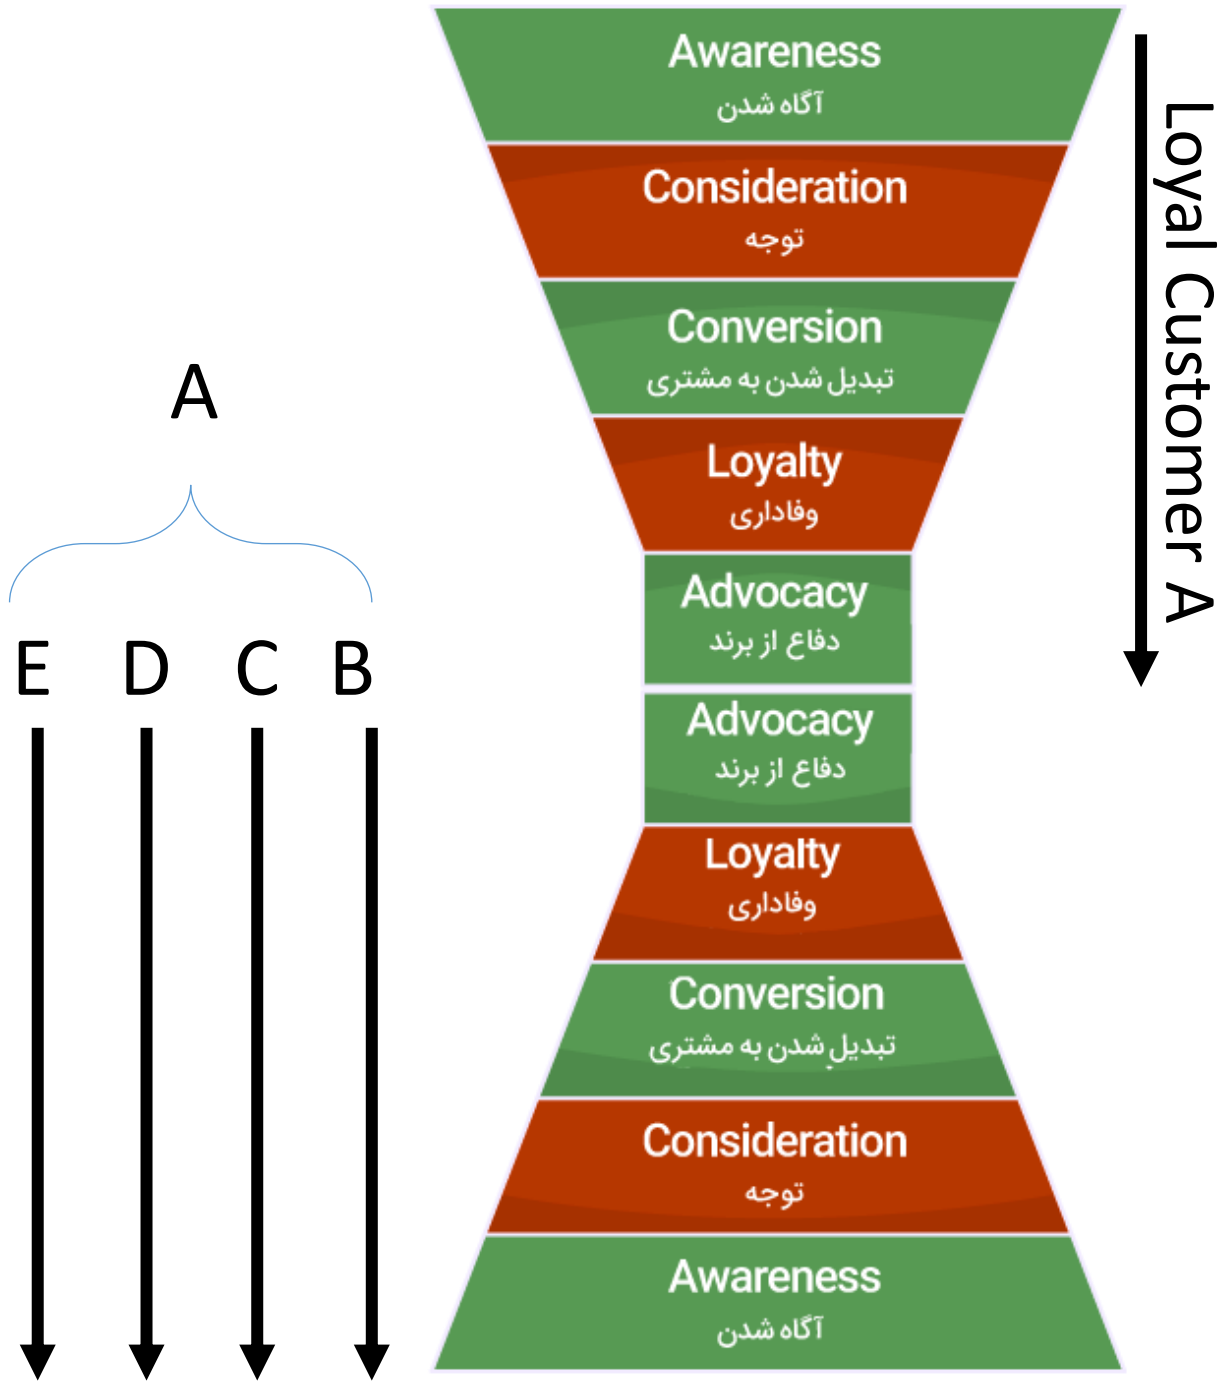 Awareness
آگاه شدن
Consideration
توجه
Conversion
تبدیل شدن به مشتری
Loyalty
وفاداری
Advocacy
دفاع از برند
Advocacy
دفاع از برند
Loyalty
وفاداری
Conversion
تبدیل شدن به مشتری
Consideration
توجه
Awareness
آگاه شدن
Loyal Customer A
A
E D C B